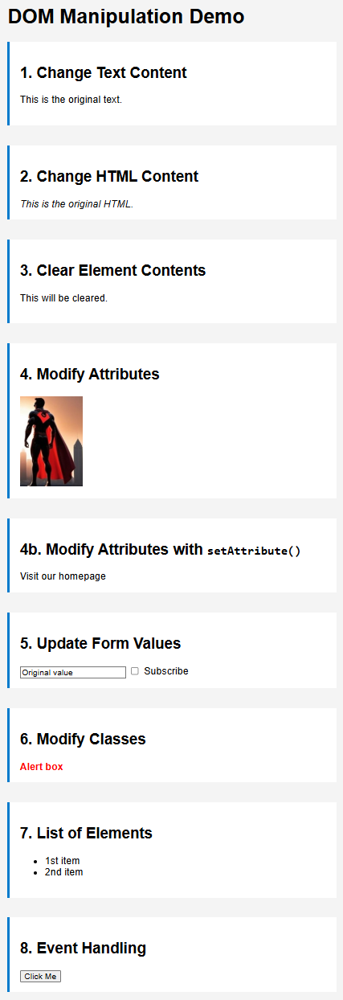 DOM Manipulation Demo
1. Change Text Content
This is the original text.
2. Change HTML Content
This is the original HTML.
3. Clear Element Contents
This will be cleared.
4. Modify Attributes
4b. Modify Attributes with setAttribute()
Visit our homepage
5. Update Form Values
Original value Subscribe
6. Modify Classes
Alert box
7. List of Elements
1st item
2nd item
8. Event Handling
Click Me